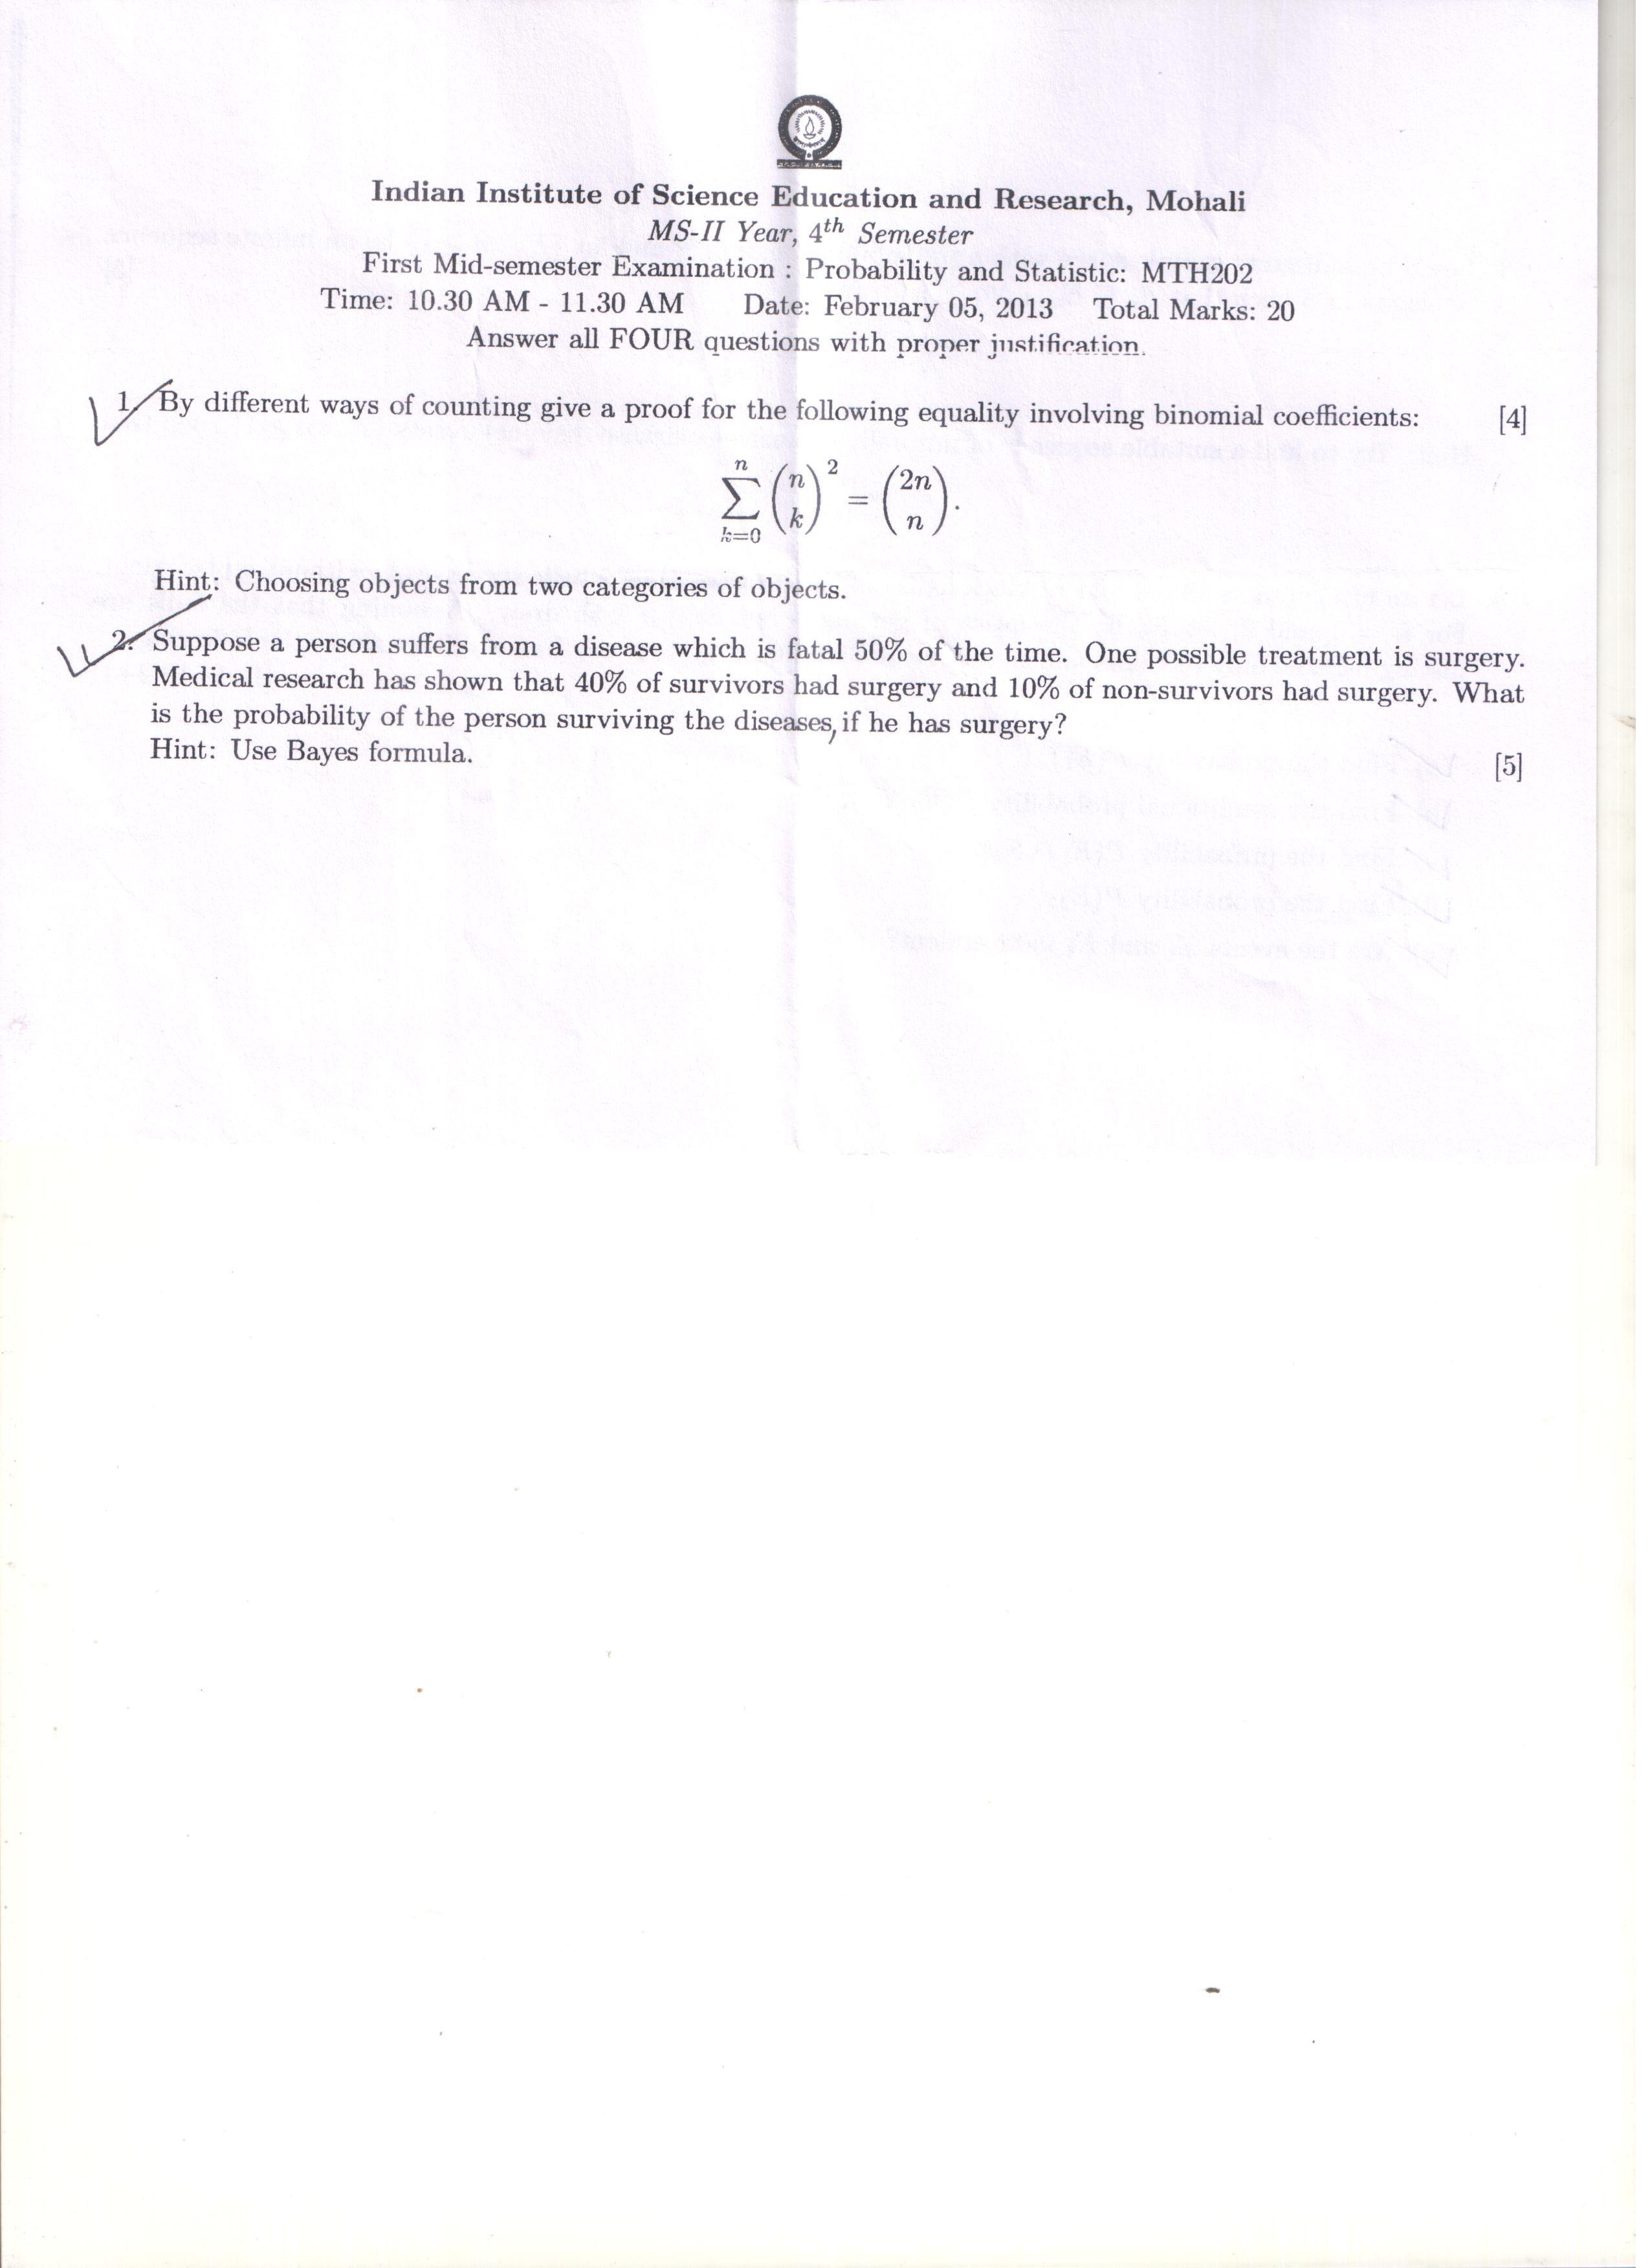 Indian Institute of Science Education and Research, Mohali
MS-II Year, 4th Semester
First Mid-semester Examination : Probability and Statistic: MTH202
Time: 10.30 AM - 11.30 AM Date: February 05, 2013 Total Marks: 20
Answer all FOUR questions with proper justification.
1. By different ways of counting give a proof for the following equality involving binomial coefficients: [4]
\sum_{k=0}^{n} \binom{n}{k}^2 = \binom{2n}{n}.
Hint: Choosing objects from two categories of objects.
2. Suppose a person suffers from a disease which is fatal 50% of the time. One possible treatment is surgery.
Medical research has shown that 40% of survivors had surgery and 10% of non-survivors had surgery. What
is the probability of the person surviving the diseases, if he has surgery?
Hint: Use Bayes formula. [5]